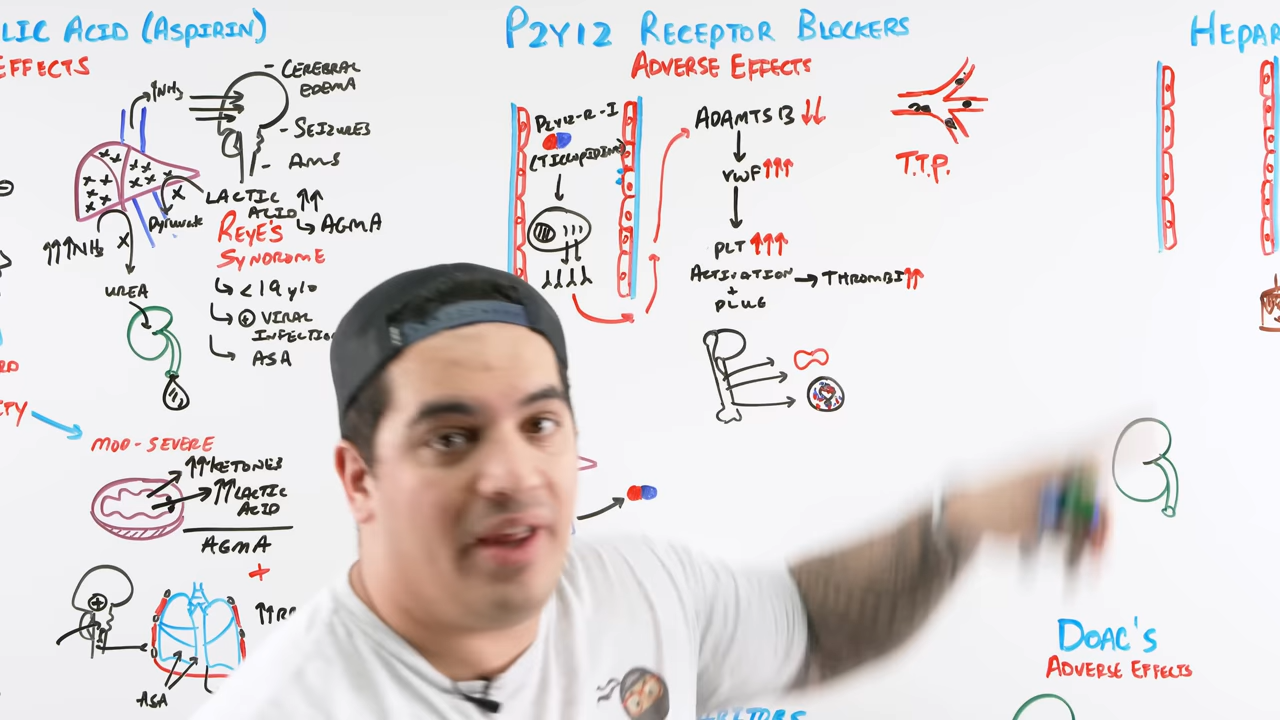 LIC ACID (ASPIRIN)
EFFECTS
↑NH3
- CEREBRAL
EDEMA
- SEIZURES
- AMS
LACTIC ↑↑
ACID
↳ AGMA
Pyruvate
↑↑↑NH3
UREA
REYE'S
SYNDROME
↳ <19 y/o
↳ ⊕ VIRAL
INFECTION
↳ ASA
MOD-SEVERE
↑↑KETONES
↑↑LACTIC
ACID
AGMA
+
ASA
P2Y12 RECEPTOR BLOCKERS
ADVERSE EFFECTS
P2Y12-R-I
(TICLOPIDINE)
ADAMTS 13 ↓↓
vWF↑↑↑
PLT ↑↑↑
ACTIVATION → THROMBI↑↑
+
PLUG
T.T.P.
HEPAR
DOAC'S
ADVERSE EFFECTS